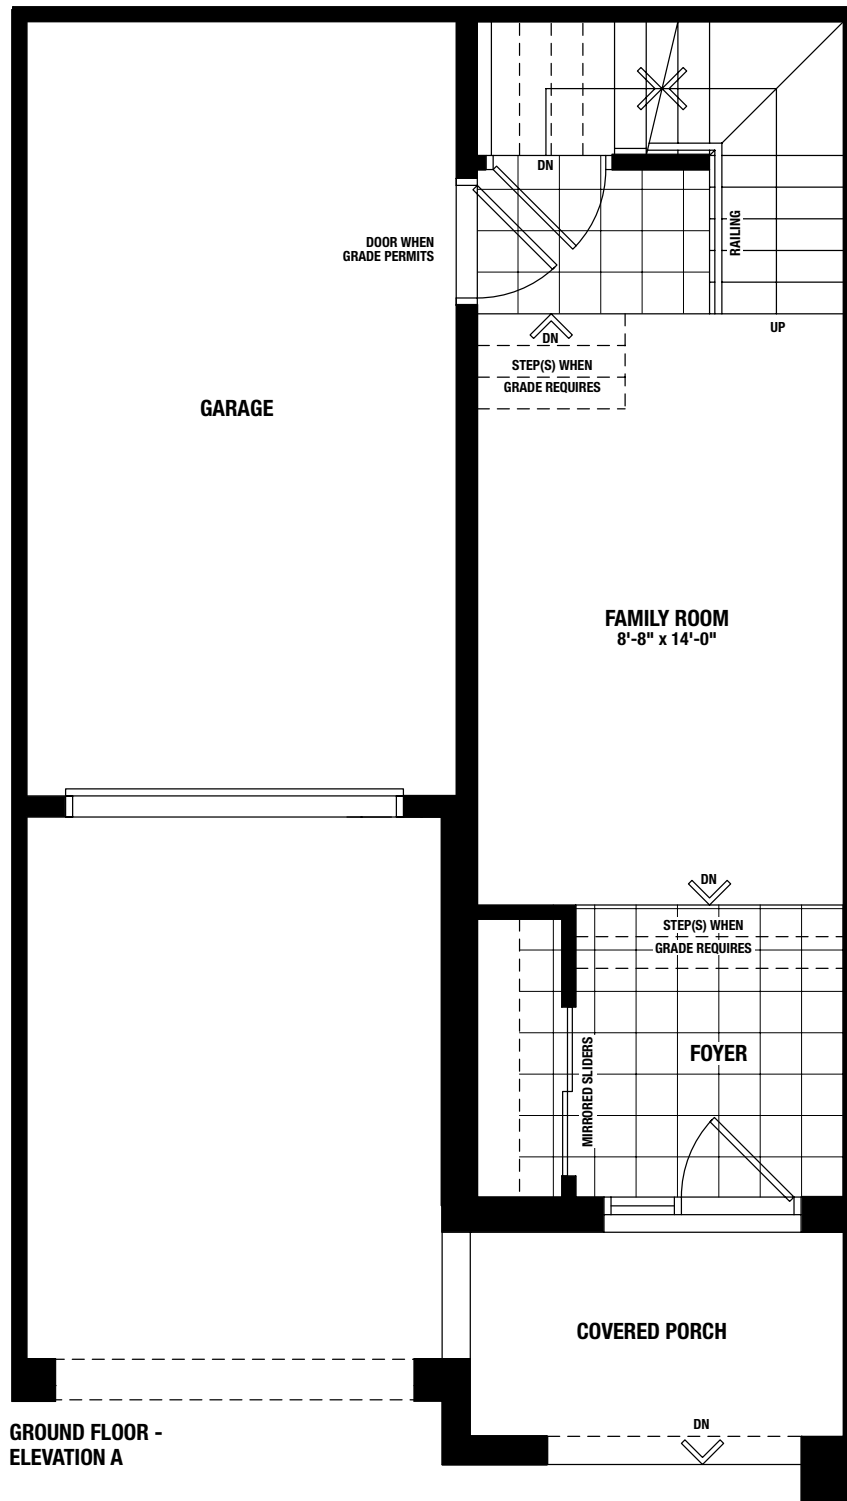 DN
RAILING
DOOR WHEN
GRADE PERMITS
UP
DN
STEP(S) WHEN
GRADE REQUIRES
GARAGE
FAMILY ROOM
8'-8" x 14'-0"
DN
STEP(S) WHEN
GRADE REQUIRES
FOYER
MIRRORED SLIDERS
COVERED PORCH
DN
GROUND FLOOR -
ELEVATION A